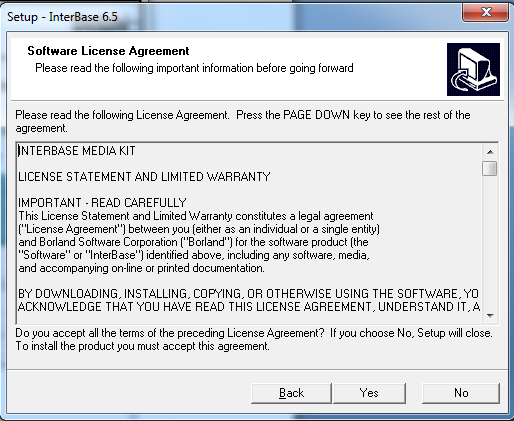 Setup - InterBase 6.5
Software License Agreement
Please read the following important information before going forward
Please read the following License Agreement. Press the PAGE DOWN key to see the rest of the
agreement.
INTERBASE MEDIA KIT
LICENSE STATEMENT AND LIMITED WARRANTY
IMPORTANT - READ CAREFULLY
This License Statement and Limited Warranty constitutes a legal agreement
("License Agreement") between you (either as an individual or a single entity)
and Borland Software Corporation ("Borland") for the software product (the
"Software" or "InterBase") identified above, including any software, media,
and accompanying on-line or printed documentation.
BY DOWNLOADING, INSTALLING, COPYING, OR OTHERWISE USING THE SOFTWARE, YO
ACKNOWLEDGE THAT YOU HAVE READ THIS LICENSE AGREEMENT, UNDERSTAND IT, A
Do you accept all the terms of the preceding License Agreement? If you choose No, Setup will close.
To install the product you must accept this agreement.
Back
Yes
No